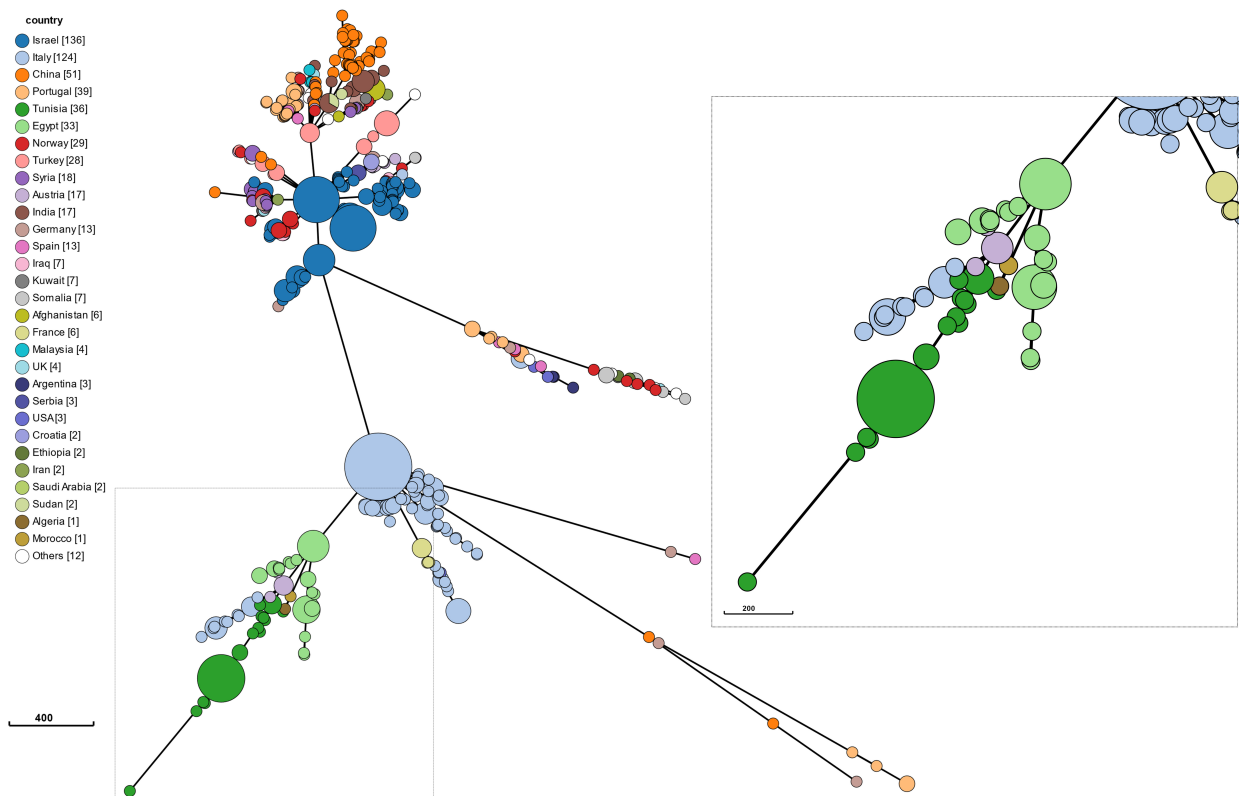 country
Israel [136]
Italy [124]
China [51]
Portugal [39]
Tunisia [36]
Egypt [33]
Norway [29]
Turkey [28]
Syria [18]
Austria [17]
India [17]
Germany [13]
Spain [13]
Iraq [7]
Kuwait [7]
Somalia [7]
Afghanistan [6]
France [6]
Malaysia [4]
UK [4]
Argentina [3]
Serbia [3]
USA[3]
Croatia [2]
Ethiopia [2]
Iran [2]
Saudi Arabia [2]
Sudan [2]
Algeria [1]
Morocco [1]
Others [12]
400
200